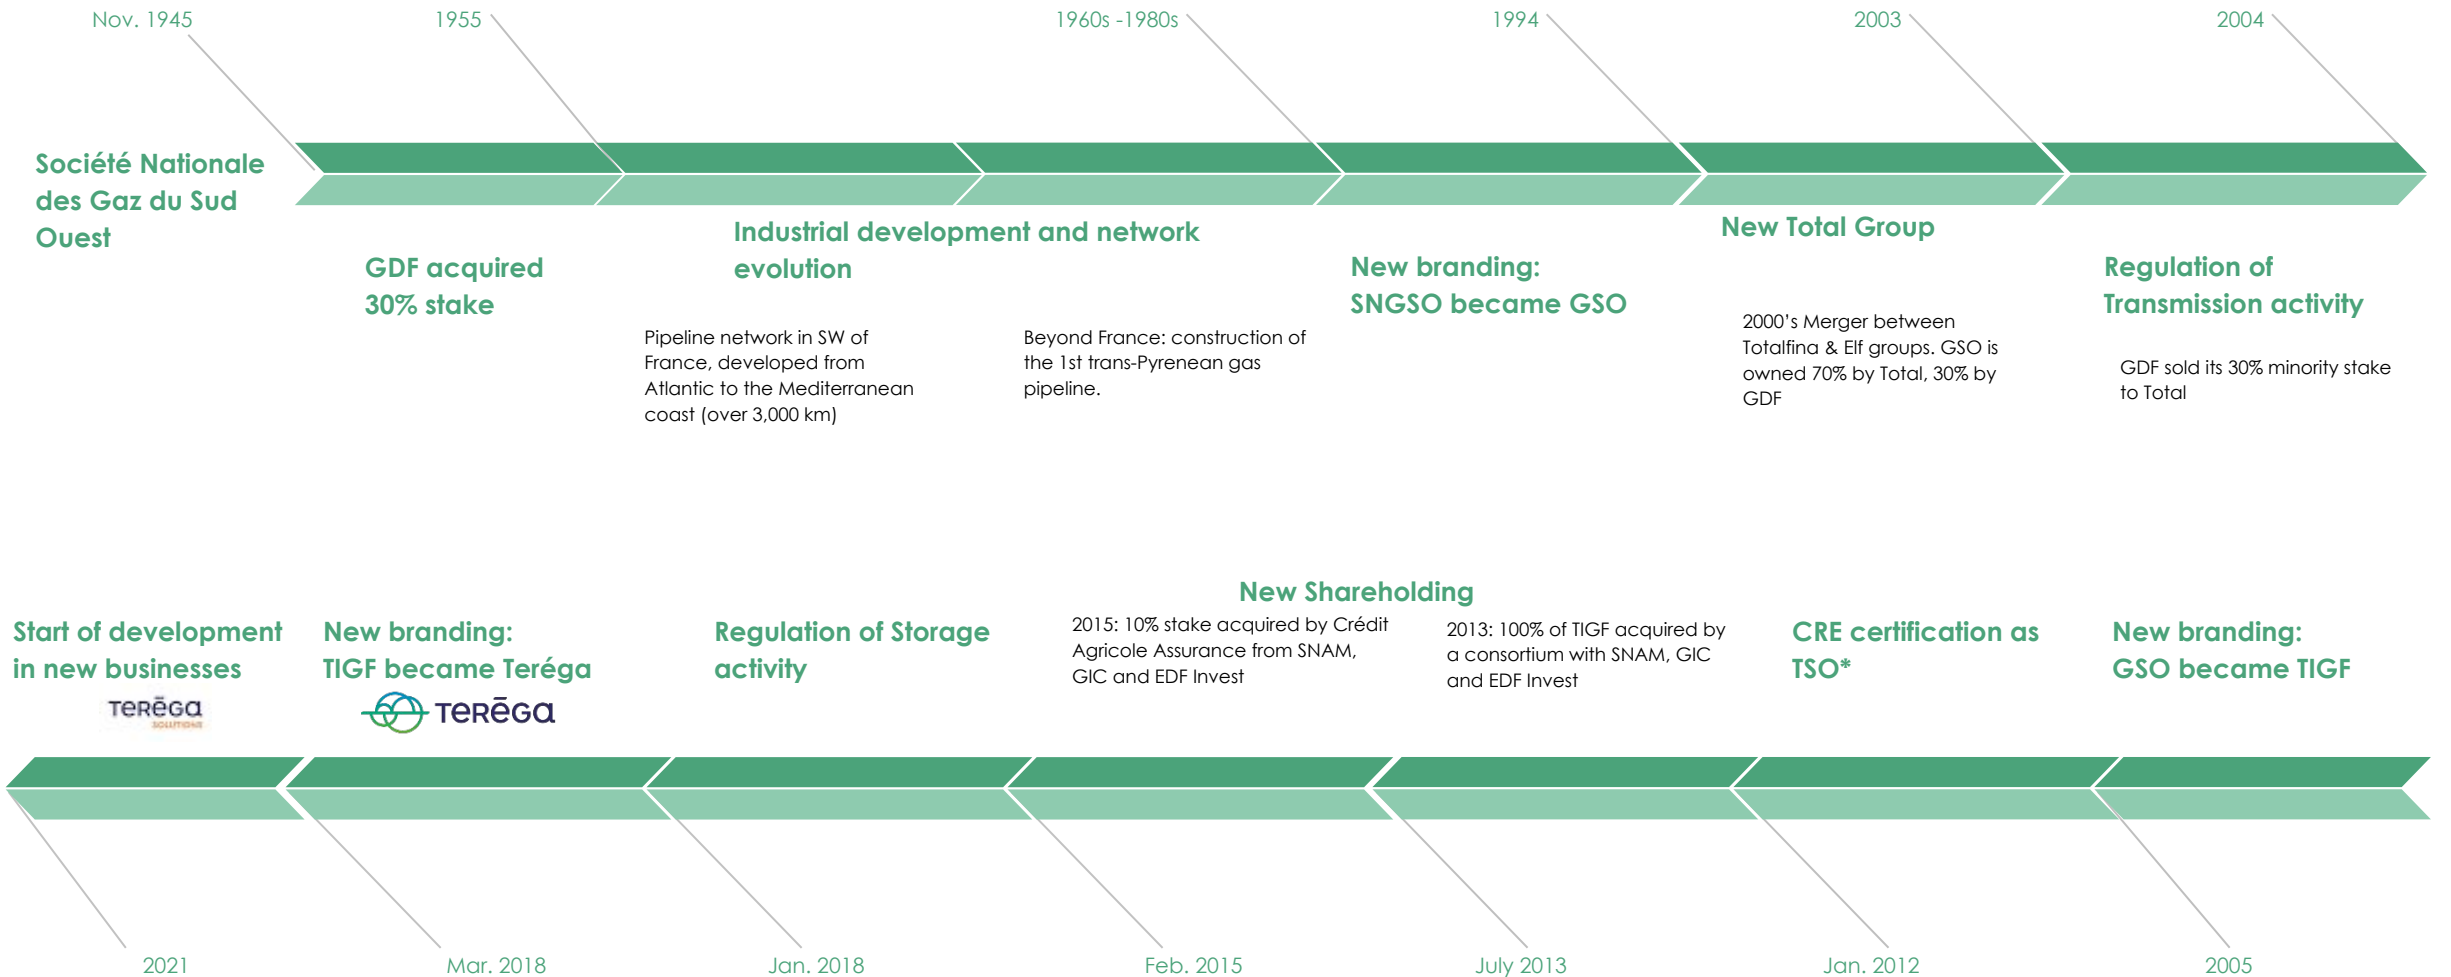 Nov. 1945
1955
1960s -1980s
1994
2003
2004
Société Nationale
des Gaz du Sud
Ouest
GDF acquired
30% stake
Industrial development and network
evolution
Pipeline network in SW of
France, developed from
Atlantic to the Mediterranean
coast (over 3,000 km)
Beyond France: construction of
the 1st trans-Pyrenean gas
pipeline.
New branding:
SNGSO became GSO
New Total Group
2000's Merger between
Totalfina & Elf groups. GSO is
owned 70% by Total, 30% by
GDF
Regulation of
Transmission activity
GDF sold its 30% minority stake
to Total
Start of development
in new businesses
TERĒGA
SOLUTIONS
New branding:
TIGF became Teréga
TERĒGA
Regulation of Storage
activity
New Shareholding
2015: 10% stake acquired by Crédit
Agricole Assurance from SNAM,
GIC and EDF Invest
2013: 100% of TIGF acquired by
a consortium with SNAM, GIC
and EDF Invest
CRE certification as
TSO*
New branding:
GSO became TIGF
2021
Mar. 2018
Jan. 2018
Feb. 2015
July 2013
Jan. 2012
2005